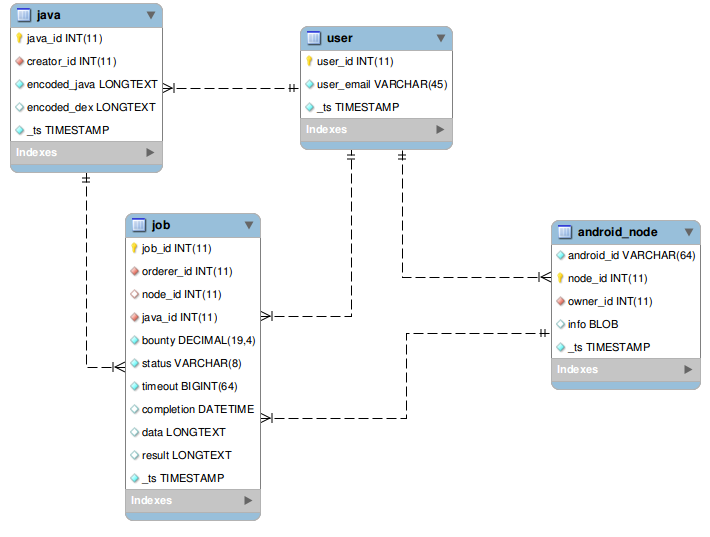 java
java_id INT(11)
creator_id INT(11)
encoded_java LONGTEXT
encoded_dex LONGTEXT
_ts TIMESTAMP
Indexes
user
user_id INT(11)
user_email VARCHAR(45)
_ts TIMESTAMP
Indexes
job
job_id INT(11)
orderer_id INT(11)
node_id INT(11)
java_id INT(11)
bounty DECIMAL(19,4)
status VARCHAR(8)
timeout BIGINT(64)
completion DATETIME
data LONGTEXT
result LONGTEXT
_ts TIMESTAMP
Indexes
android_node
android_id VARCHAR(64)
node_id INT(11)
owner_id INT(11)
info BLOB
_ts TIMESTAMP
Indexes